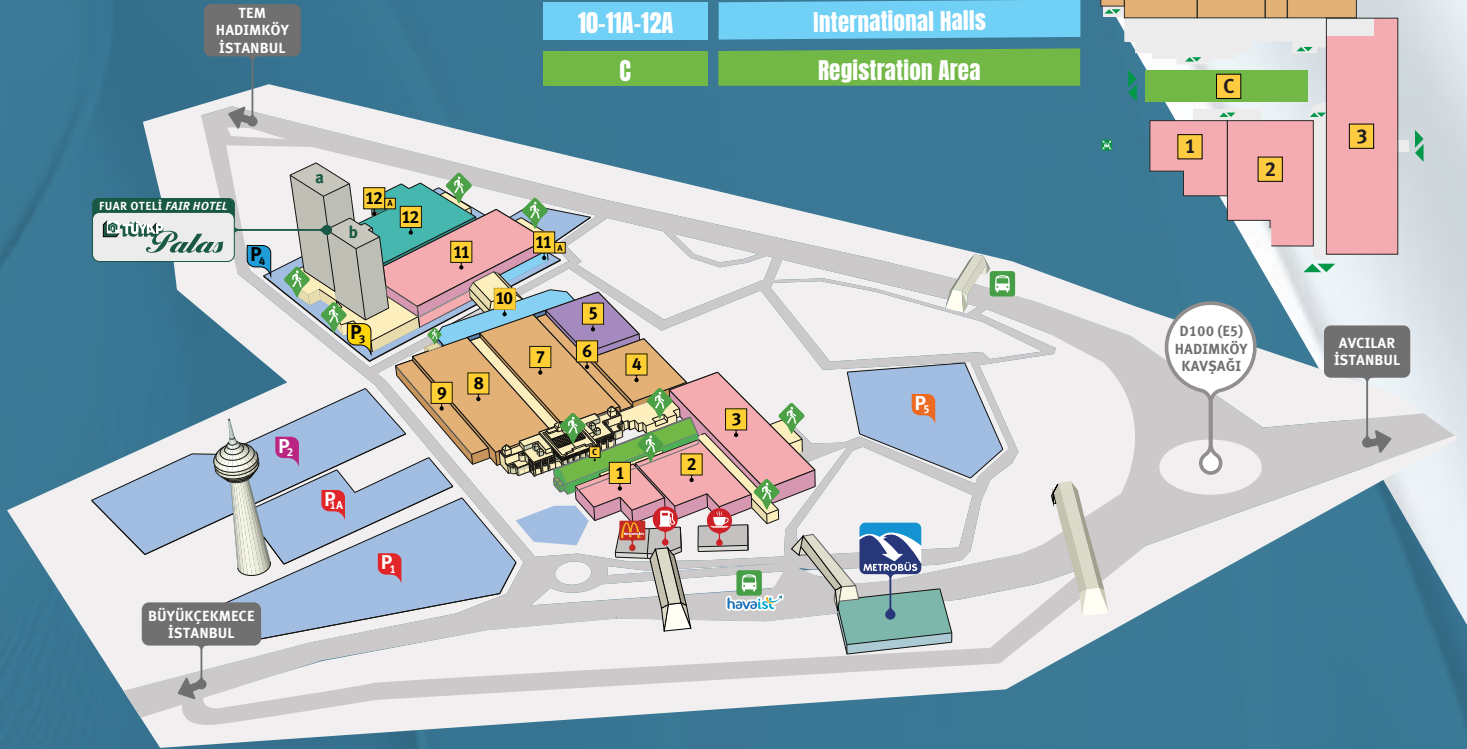 TEM
HADIMKÖY
İSTANBUL
10-11A-12A
International Halls
C
Registration Area
C
1
2
3
a
b
FUAR OTELİ FAIR HOTEL
TÜYAP
Palas
12 A
12
11
11 A
P4
P3
10
5
6
7
4
8
9
3
C
1
2
P5
D100 (E5)
HADIMKÖY
KAVŞAĞI
AVCILAR
İSTANBUL
P2
P1A
P1
METROBÜS
havaist
BÜYÜKÇEKMECE
İSTANBUL